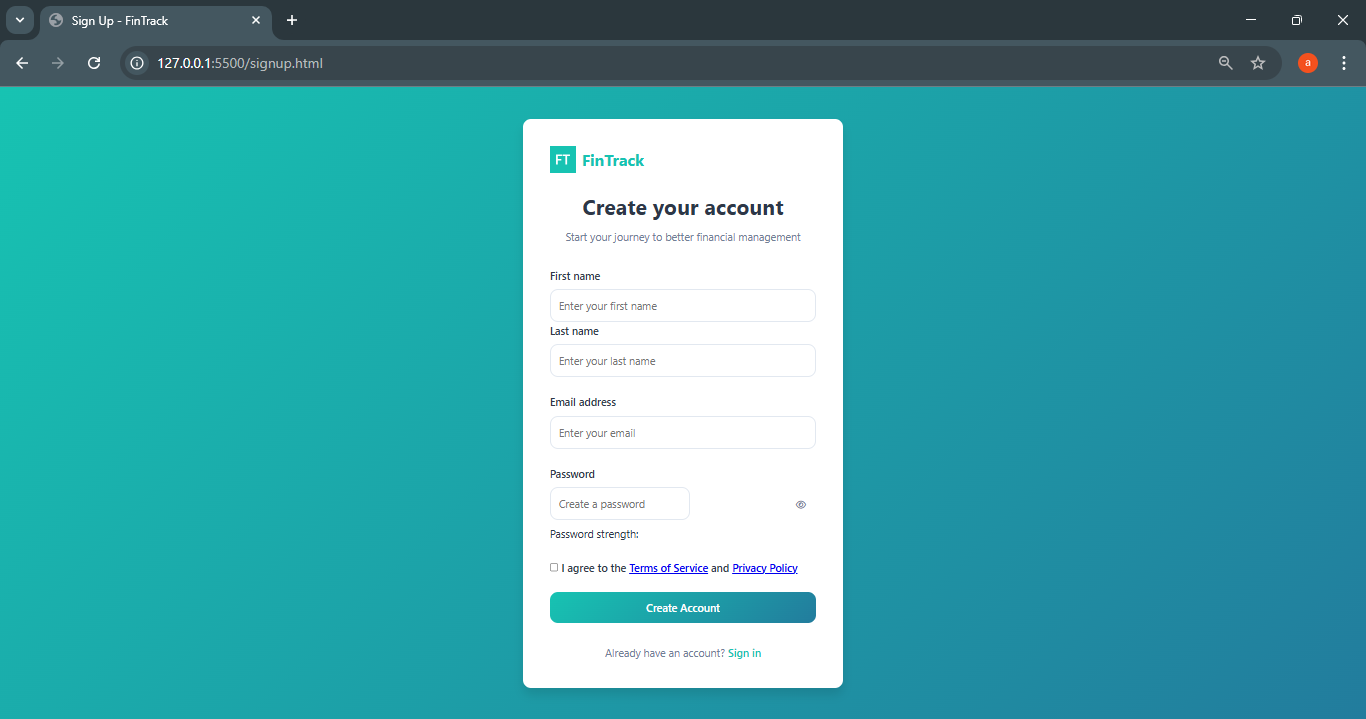 Sign Up - FinTrack
127.0.0.1:5500/signup.html
a
FT FinTrack
Create your account
Start your journey to better financial management
First name
Enter your first name
Last name
Enter your last name
Email address
Enter your email
Password
Create a password
Password strength:
I agree to the Terms of Service and Privacy Policy
Create Account
Already have an account? Sign in